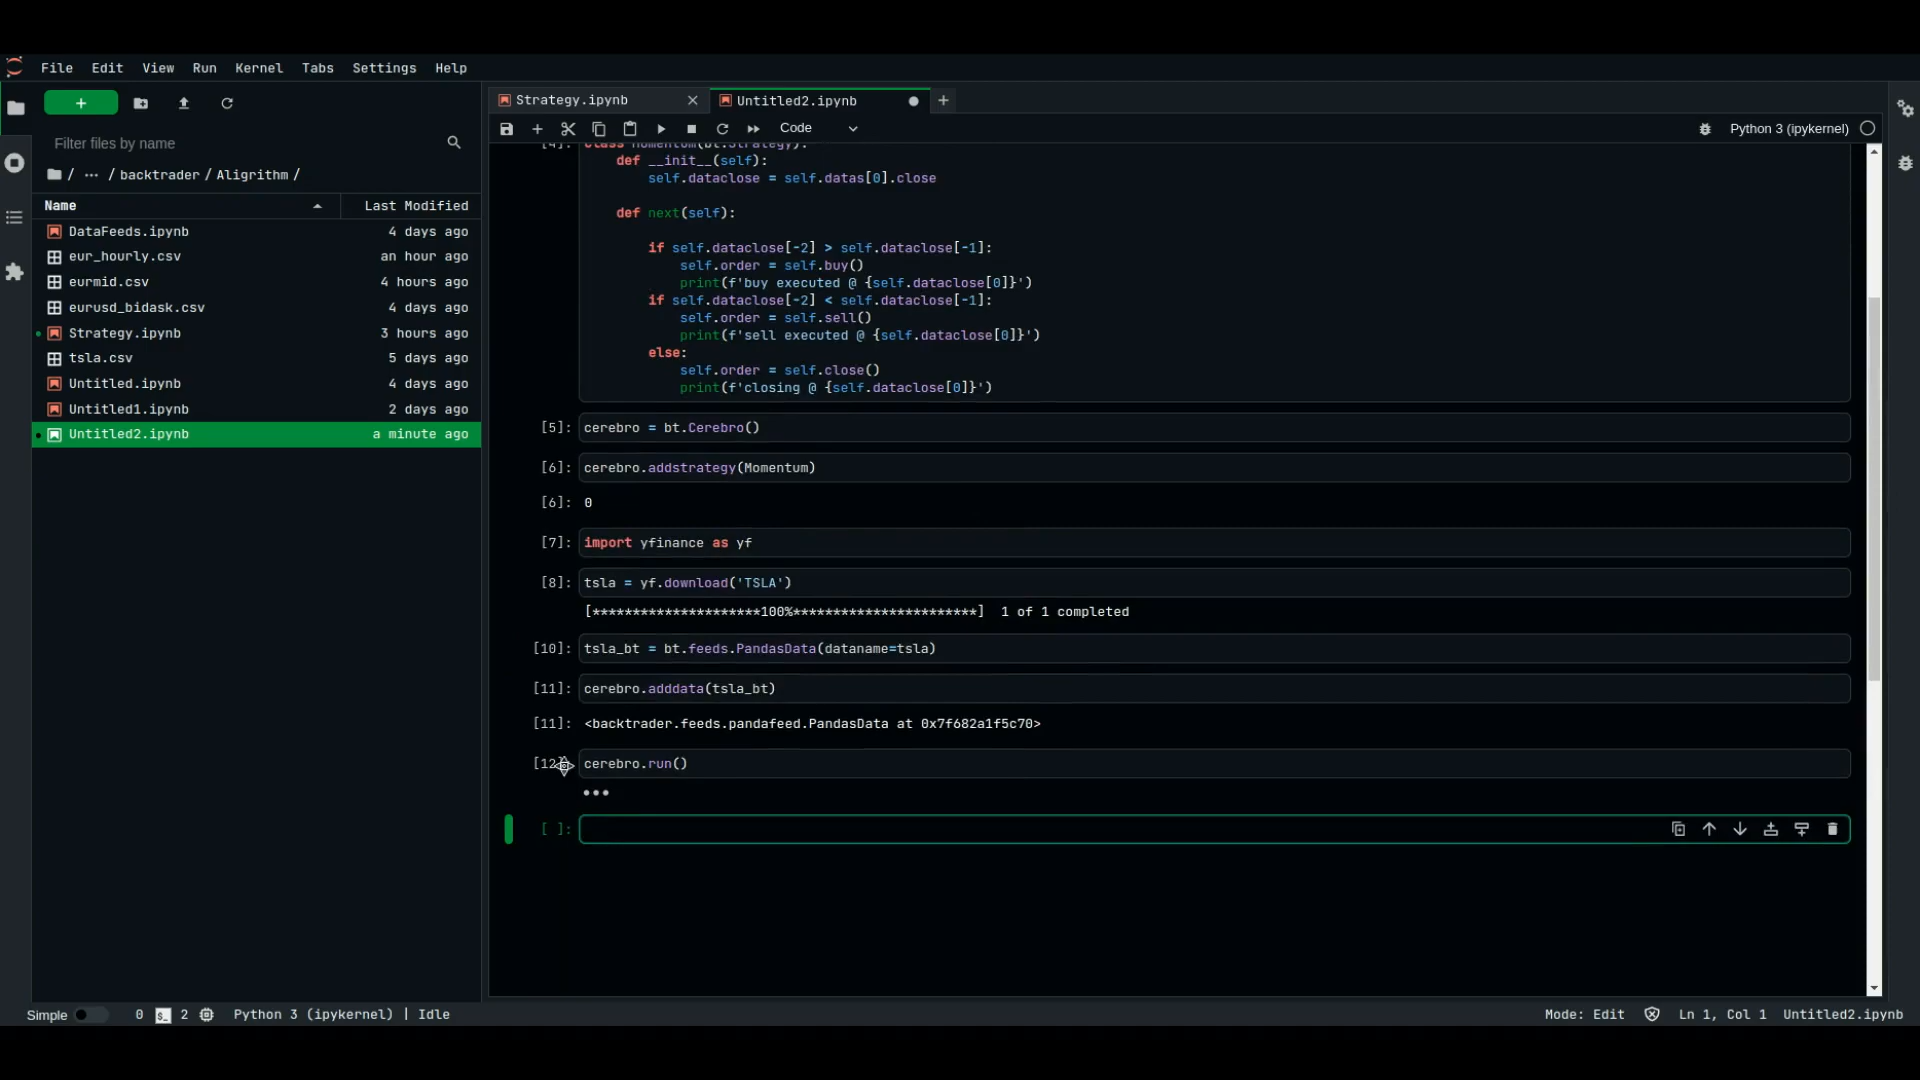 File Edit View Run Kernel Tabs Settings Help
Filter files by name
/ ··· / backtrader / Aligrithm /
Name Last Modified
DataFeeds.ipynb 4 days ago
eur_hourly.csv an hour ago
eurmid.csv 4 hours ago
eurusd_bidask.csv 4 days ago
Strategy.ipynb 3 hours ago
tsla.csv 5 days ago
Untitled.ipynb 4 days ago
Untitled1.ipynb 2 days ago
Untitled2.ipynb a minute ago
Strategy.ipynb Untitled2.ipynb
Code Python 3 (ipykernel)
[4]: class Momentum(bt.Strategy):
def __init__(self):
self.dataclose = self.datas[0].close
def next(self):
if self.dataclose[-2] > self.dataclose[-1]:
self.order = self.buy()
print(f'buy executed @ {self.dataclose[0]}')
if self.dataclose[-2] < self.dataclose[-1]:
self.order = self.sell()
print(f'sell executed @ {self.dataclose[0]}')
else:
self.order = self.close()
print(f'closing @ {self.dataclose[0]}')
[5]: cerebro = bt.Cerebro()
[6]: cerebro.addstrategy(Momentum)
[6]: 0
[7]: import yfinance as yf
[8]: tsla = yf.download('TSLA')
[*********************100%***********************] 1 of 1 completed
[10]: tsla_bt = bt.feeds.PandasData(dataname=tsla)
[11]: cerebro.adddata(tsla_bt)
[11]: <backtrader.feeds.pandafeed.PandasData at 0x7f682a1f5c70>
[12]: cerebro.run()
•••
[ ]:
Simple 0 $_ 2 Python 3 (ipykernel) | Idle Mode: Edit Ln 1, Col 1 Untitled2.ipynb